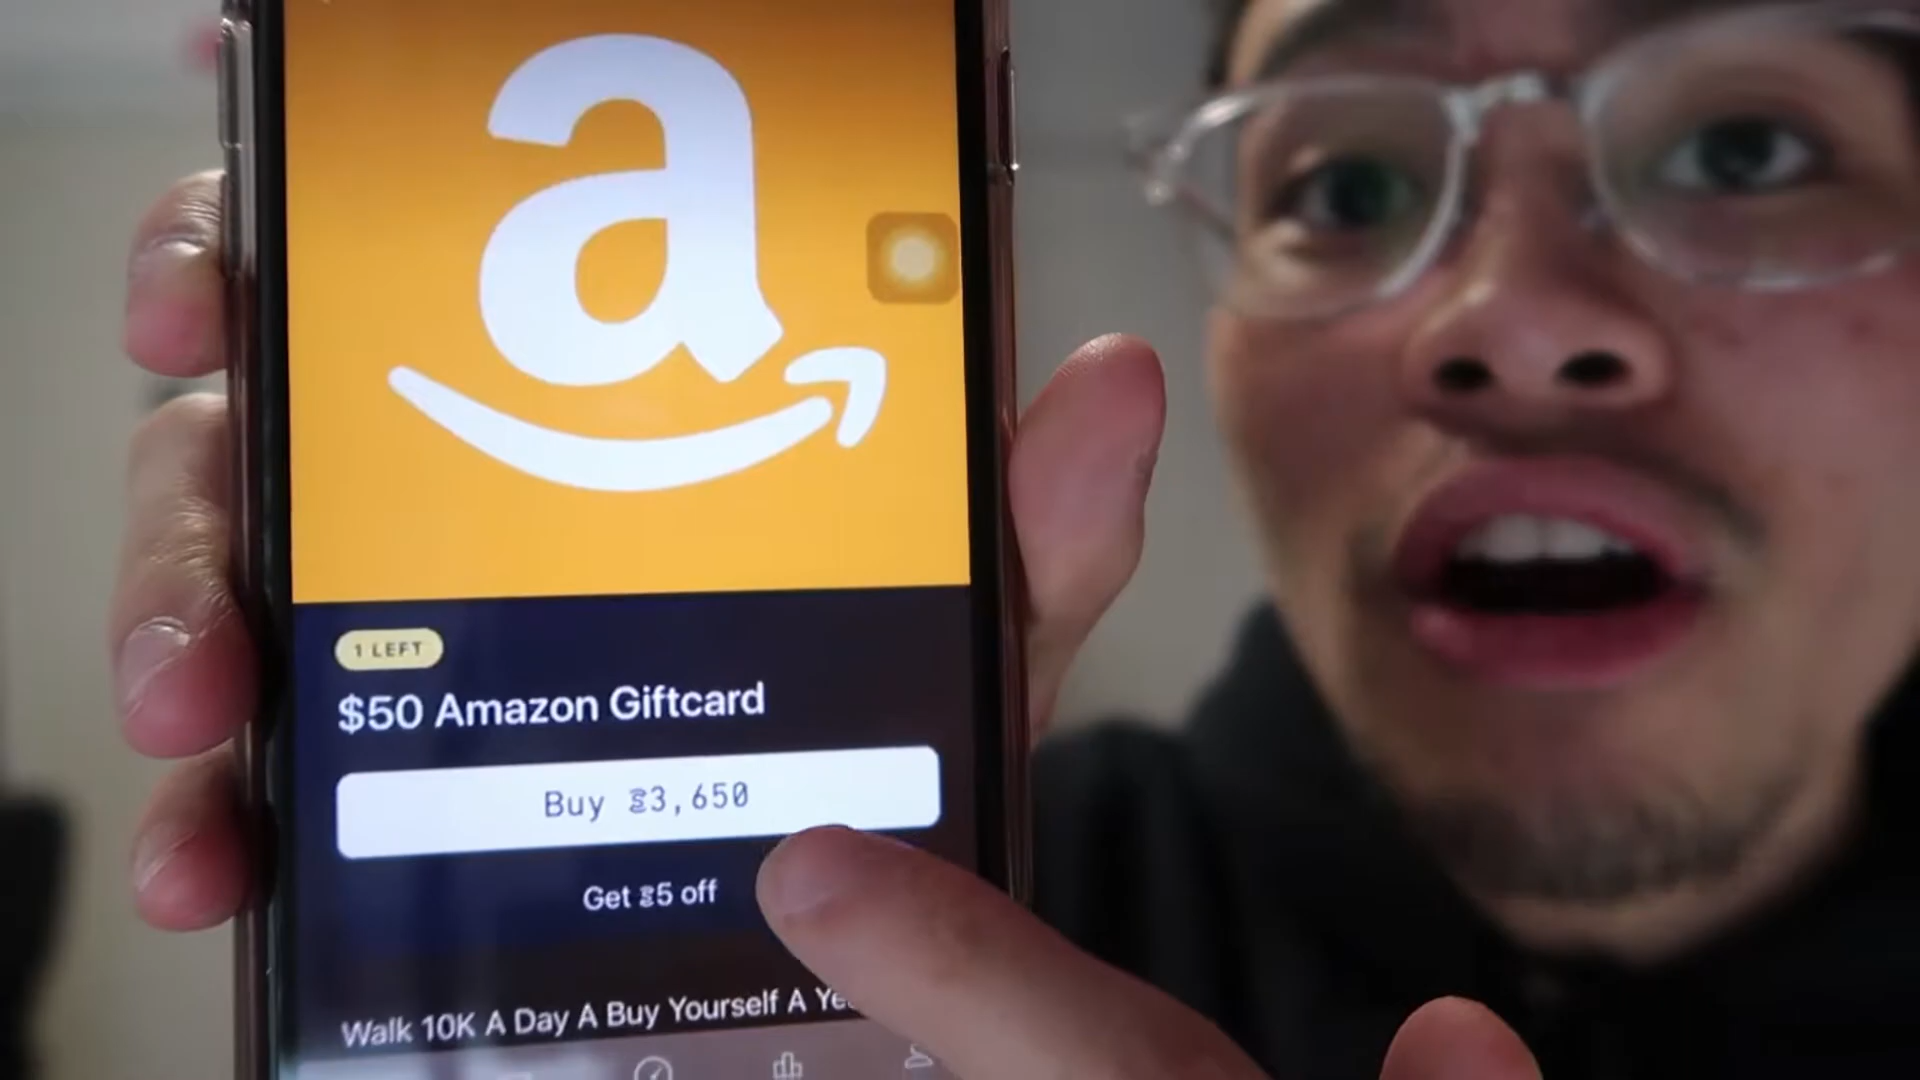 a
1 LEFT
$50 Amazon Giftcard
Buy 3,650
Get 5 off
Walk 10K A Day A Buy Yourself A